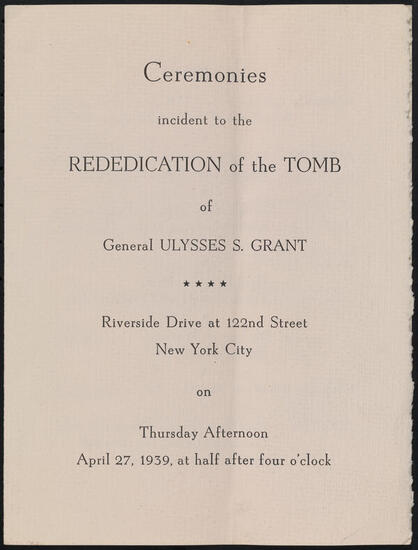 Ceremonies
incident to the
REDEDICATION of the TOMB
of
General ULYSSES S. GRANT
★ ★ ★ ★
Riverside Drive at 122nd Street
New York City
on
Thursday Afternoon
April 27, 1939, at half after four o'clock